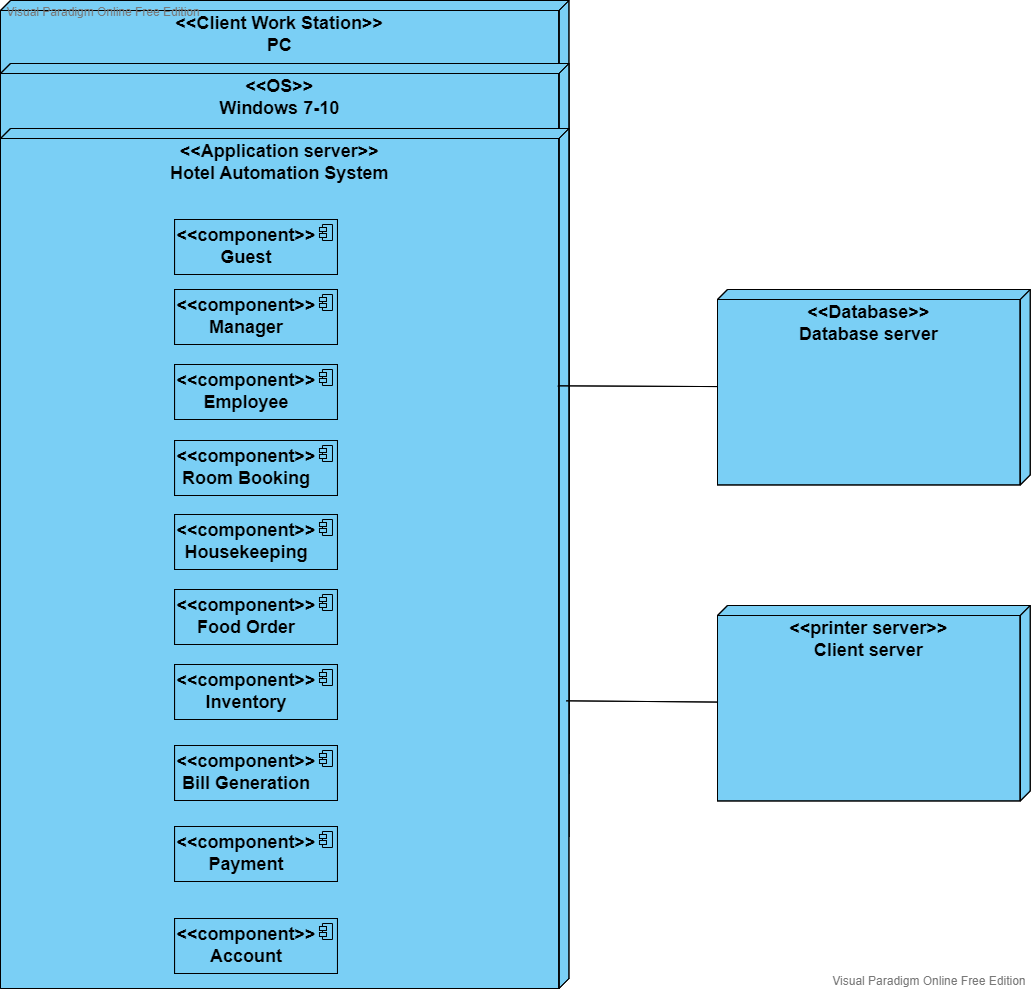 Visual Paradigm Online Free Edition
<<Client Work Station>>
PC
<<OS>>
Windows 7-10
<<Application server>>
Hotel Automation System
<<component>>
Guest
<<component>>
Manager
<<component>>
Employee
<<component>>
Room Booking
<<component>>
Housekeeping
<<component>>
Food Order
<<component>>
Inventory
<<component>>
Bill Generation
<<component>>
Payment
<<component>>
Account
<<Database>>
Database server
<<printer server>>
Client server
Visual Paradigm Online Free Edition